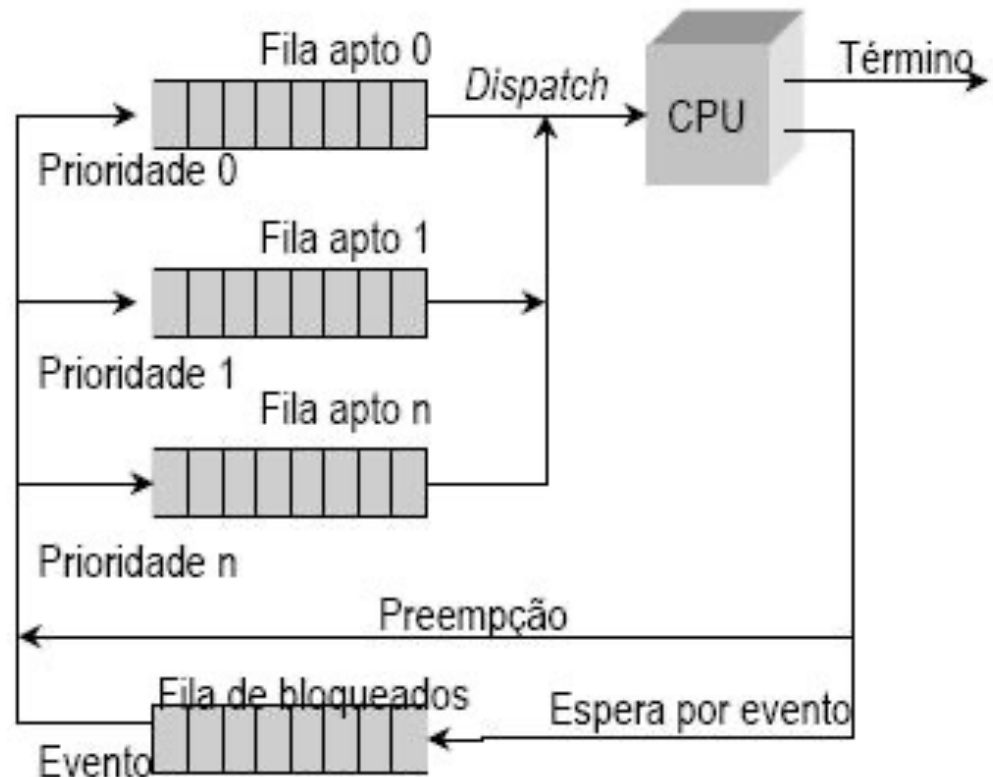 Fila apto 0
Dispatch
Término
CPU
Prioridade 0
Fila apto 1
Prioridade 1
Fila apto n
Prioridade n
Preempção
Fila de bloqueados
Espera por evento
Evento